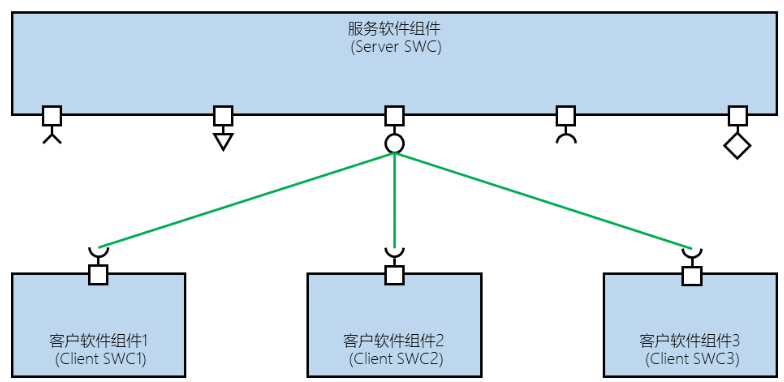 服务软件组件
(Server SWC)
客户软件组件1
(Client SWC1)
客户软件组件2
(Client SWC2)
客户软件组件3
(Client SWC3)